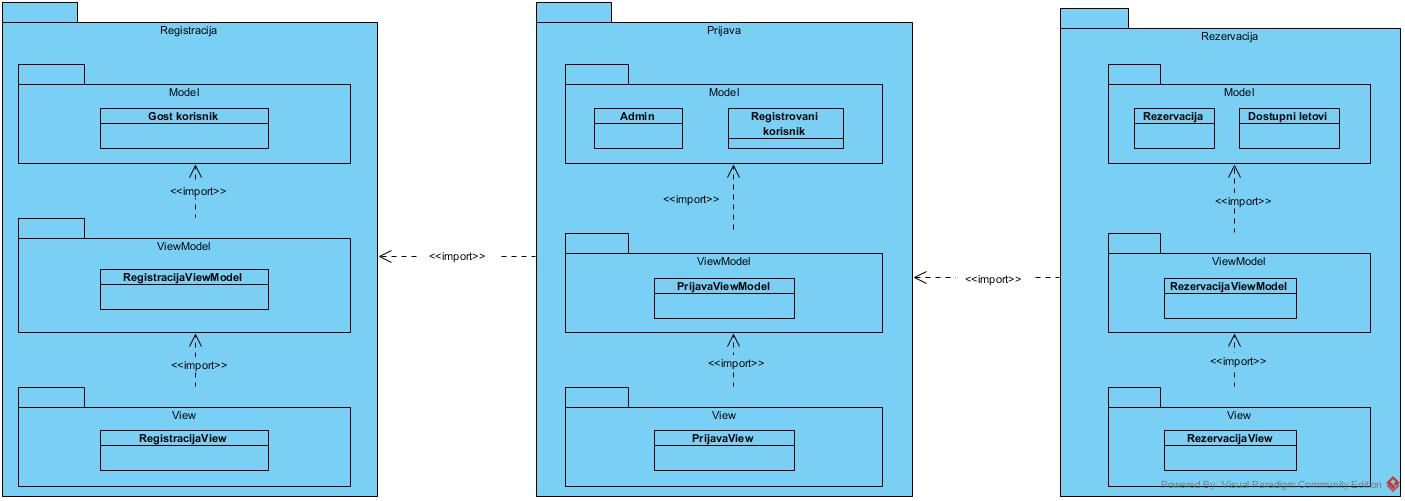 Registracija
Model
Gost korisnik
<<import>>
ViewModel
RegistracijaViewModel
<<import>>
View
RegistracijaView
<<import>>
Prijava
Model
Admin
Registrovani
korisnik
<<import>>
ViewModel
PrijavaViewModel
<<import>>
View
PrijavaView
<<import>>
Rezervacija
Model
Rezervacija
Dostupni letovi
<<import>>
ViewModel
RezervacijaViewModel
<<import>>
View
RezervacijaView
Powered By Visual Paradigm Community Edition